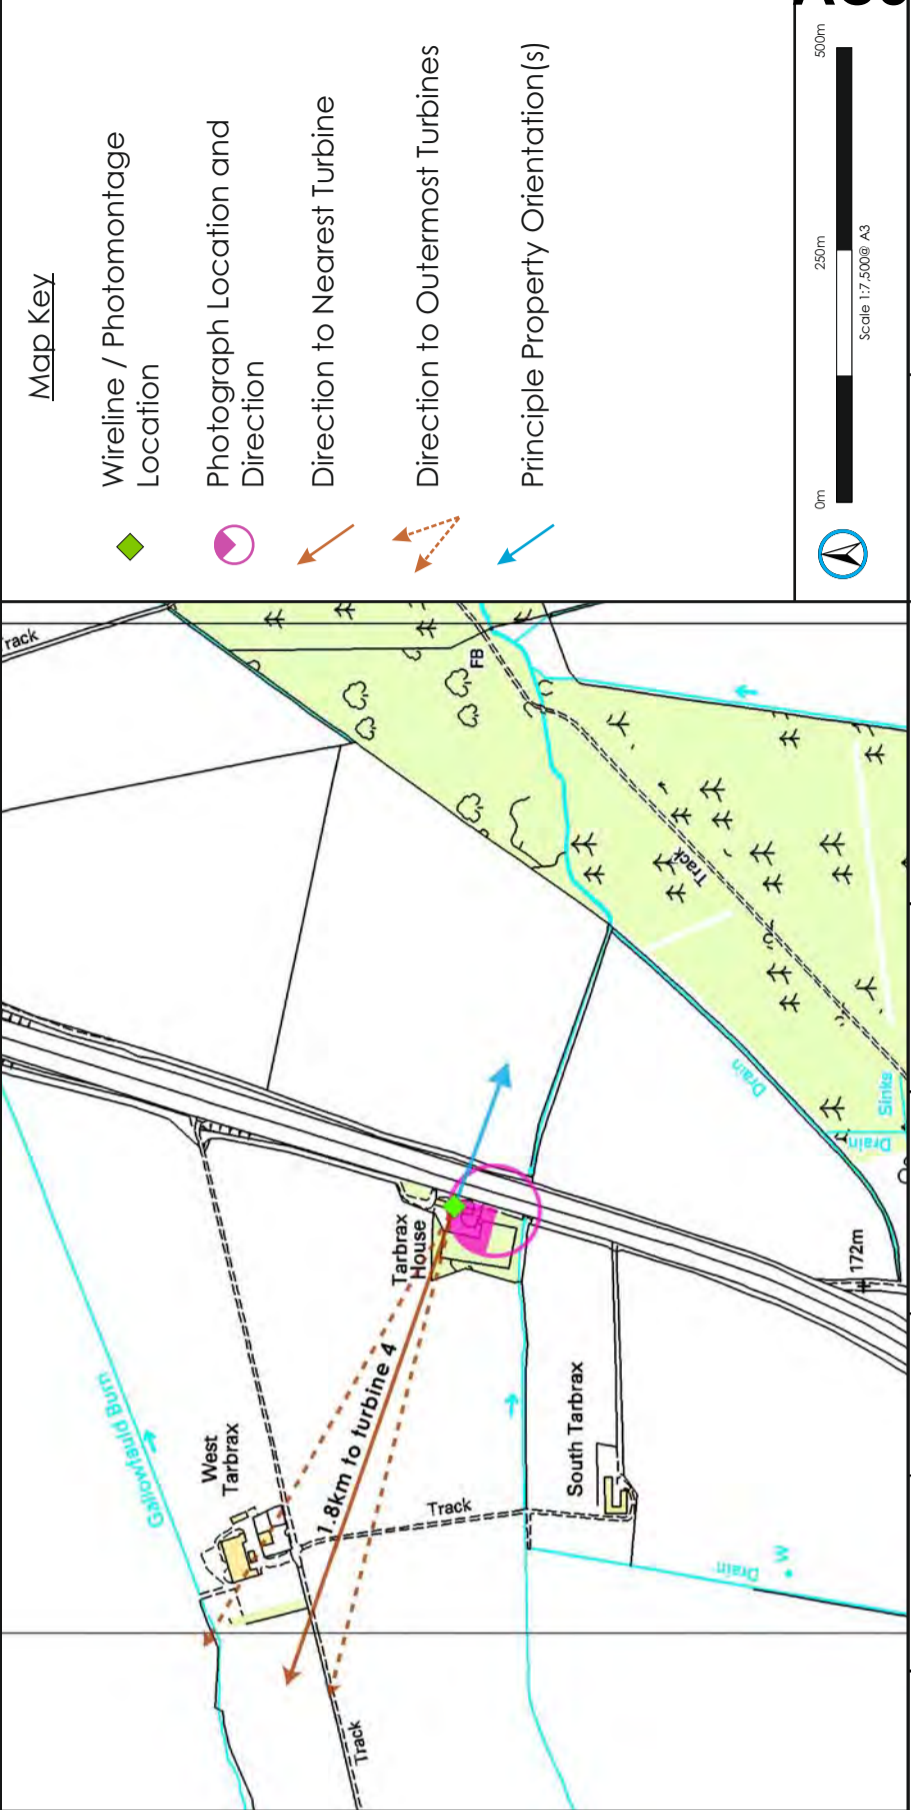 Map Key
Wireline / Photomontage
Location
Photograph Location and
Direction
Direction to Nearest Turbine
Direction to Outermost Turbines
Principle Property Orientation(s)
0m
250m
500m
Scale 1:7,500@ A3
Gallowfauld Burn
West
Tarbrax
Tarbrax
House
1.8km to turbine 4
Track
Track
South Tarbrax
Drain
W
172m
Drain
Drain
Sinks
Track
FB